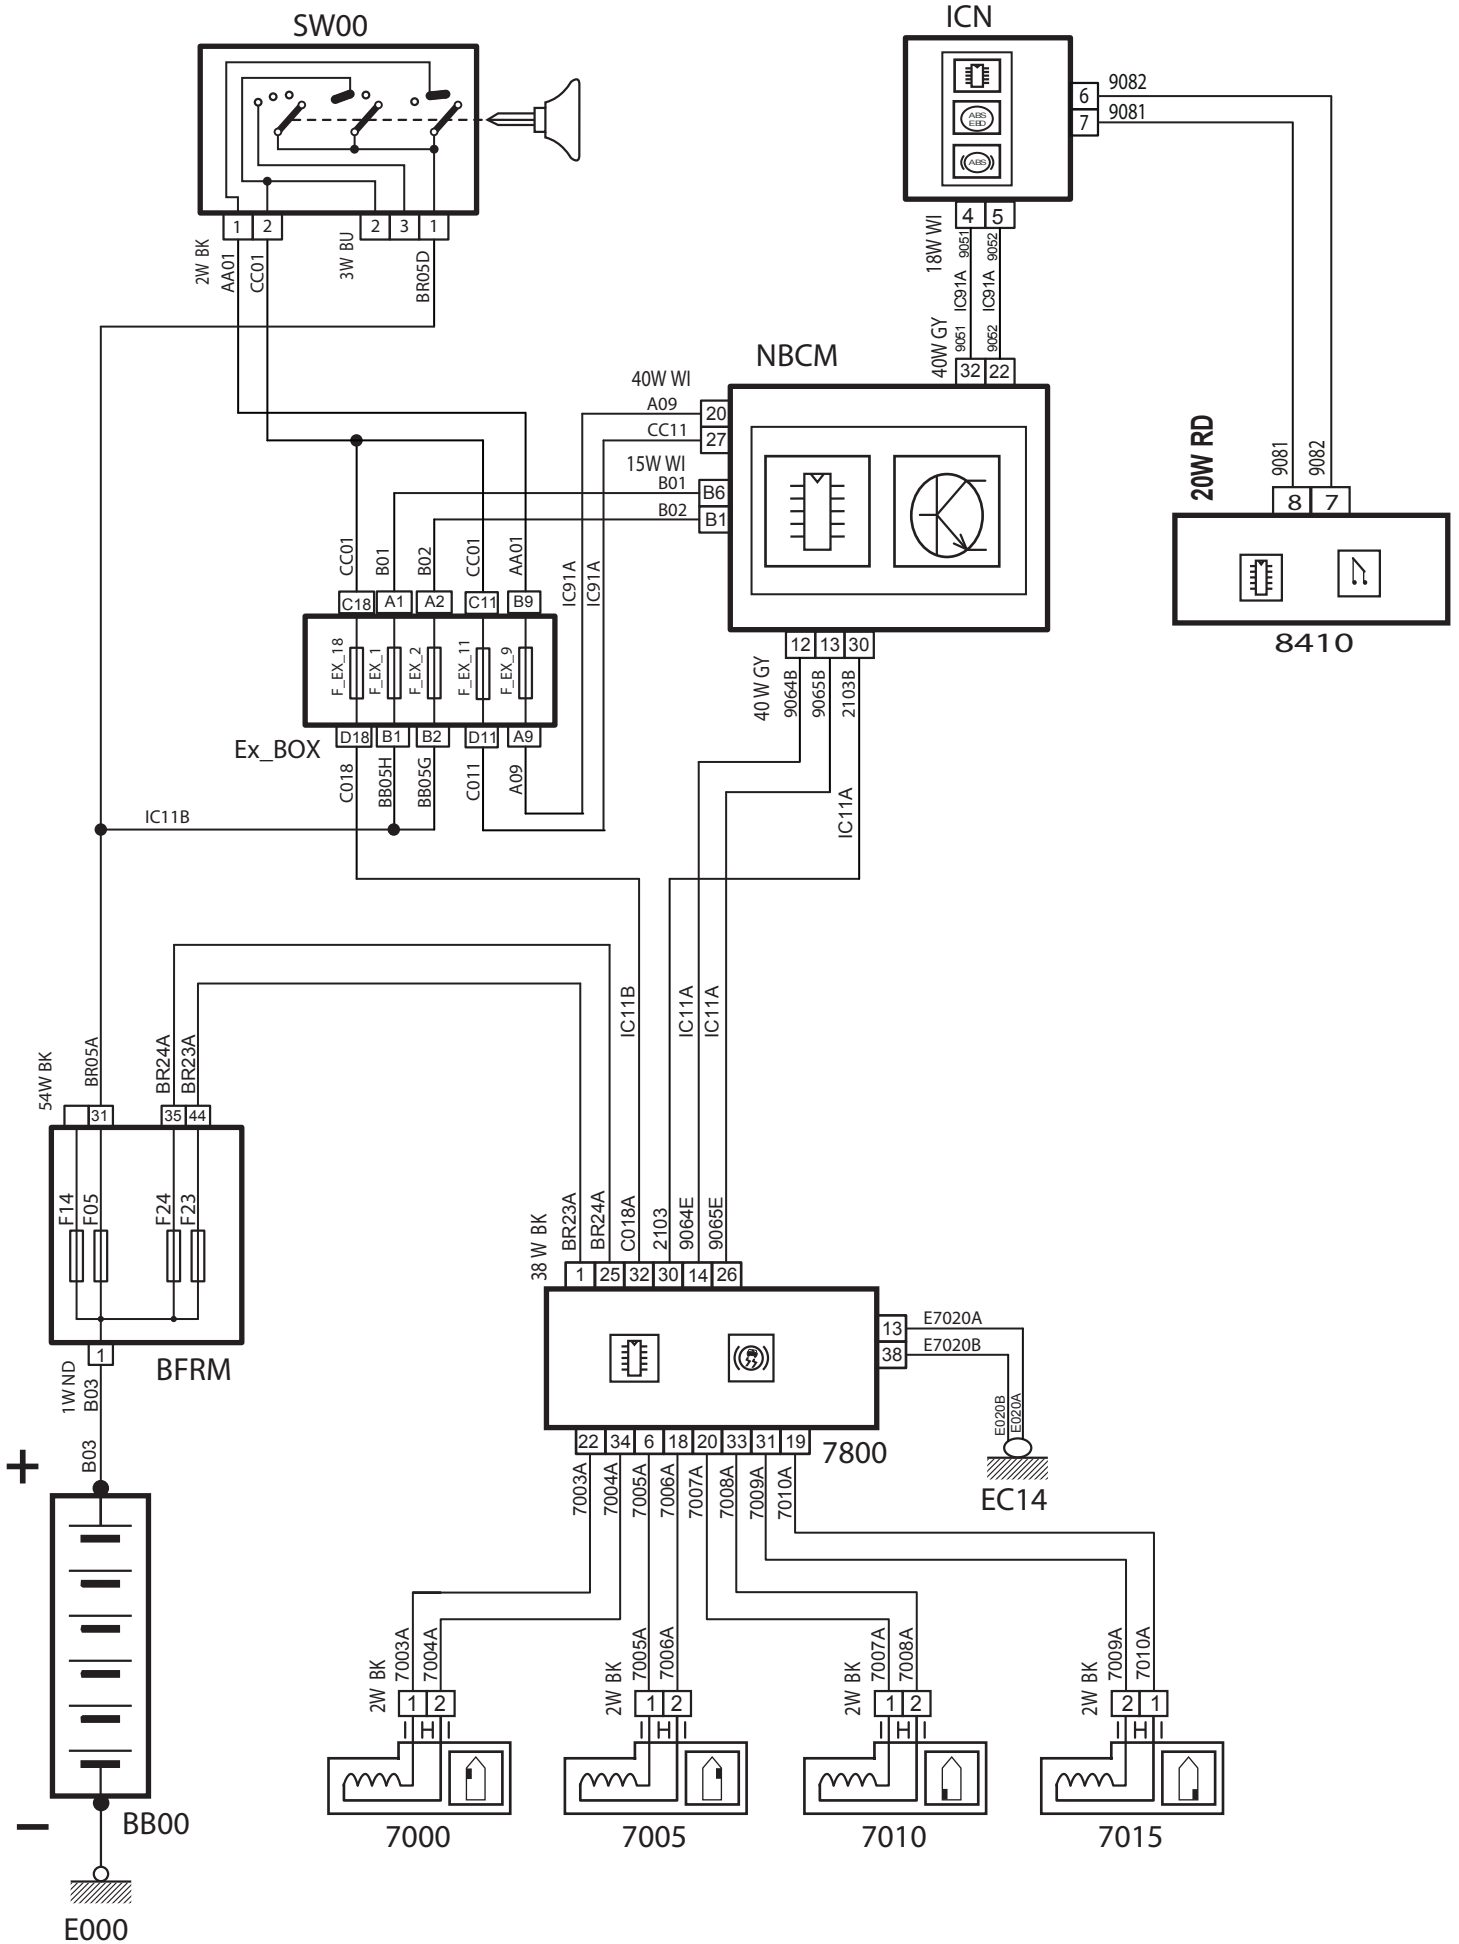 SW00
ICN
ABS
EBD
ABS
6
9082
7
9081
1
2
2
3
1
4
5
2W BK
AA01
CC01
3W BU
BR05D
18W WI
9051
9052
IC91A
IC91A
40W GY
9051
9052
32
22
NBCM
40W WI
A09
20
CC11
27
15W WI
B01
B6
B02
B1
20W RD
9081
9082
8
7
8410
CC01
B01
B02
CC01
AA01
IC91A
IC91A
C18
A1
A2
C11
B9
F_EX_18
F_EX_1
F_EX_2
F_EX_11
F_EX_9
D18
B1
B2
D11
A9
Ex_BOX
C018
BB05H
BB05G
C011
A09
12
13
30
40 W GY
9064B
9065B
2103B
IC11A
IC11B
IC11B
IC11A
IC11A
54W BK
BR05A
BR24A
BR23A
31
35
44
F14
F05
F24
F23
1
BFRM
1W ND
B03
B03
+
−
BB00
E000
38 W BK
BR23A
BR24A
C018A
2103
9064E
9065E
1
25
32
30
14
26
13
E7020A
38
E7020B
E020B
E020A
EC14
22
34
6
18
20
33
31
19
7800
7003A
7004A
7005A
7006A
7007A
7008A
7009A
7010A
2W BK
7003A
7004A
2W BK
7005A
7006A
2W BK
7007A
7008A
2W BK
7009A
7010A
1
2
1
2
1
2
2
1
H
H
H
H
7000
7005
7010
7015